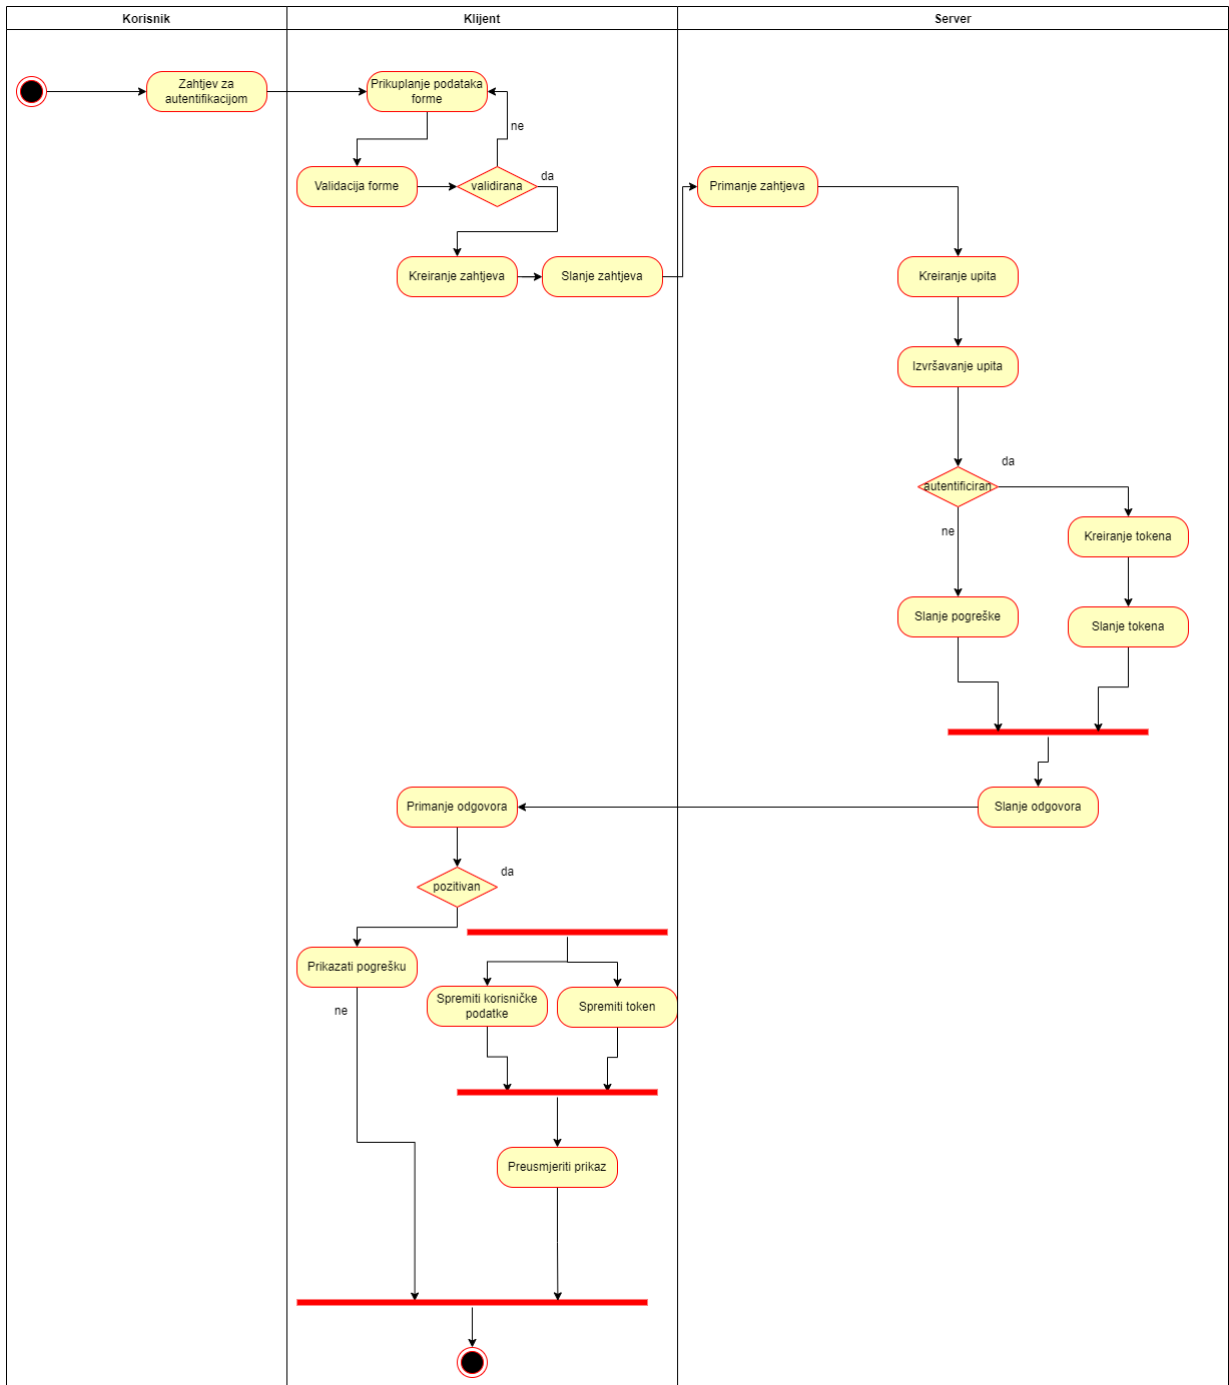 Korisnik
Klijent
Server
Zahtjev za
autentifikacijom
Prikuplanje podataka
forme
ne
Validacija forme
validirana
da
Primanje zahtjeva
Kreiranje zahtjeva
Slanje zahtjeva
Kreiranje upita
Izvršavanje upita
da
autentificiran
ne
Kreiranje tokena
Slanje pogreške
Slanje tokena
Primanje odgovora
Slanje odgovora
da
pozitivan
Prikazati pogrešku
ne
Spremiti korisničke
podatke
Spremiti token
Preusmjeriti prikaz